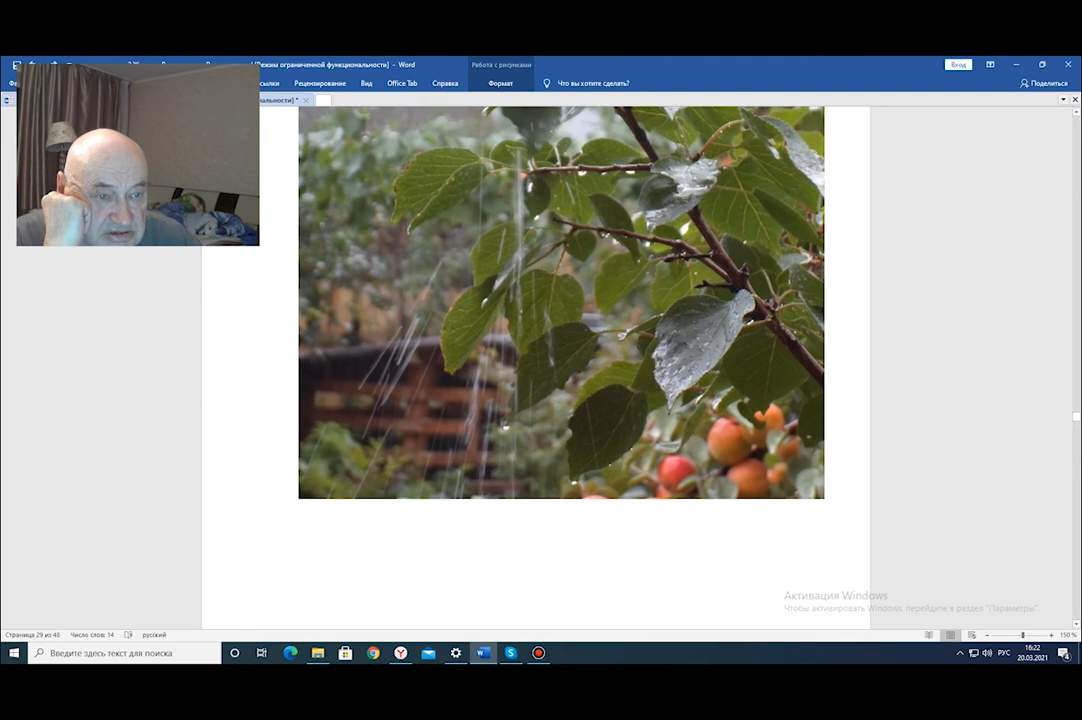 [Режим ограниченной функциональности] - Word
Работа с рисунками
Вход
Рецензирование Вид Office Tab Справка Формат Что вы хотите сделать? Поделиться
Активация Windows
Чтобы активировать Windows, перейдите в раздел "Параметры".
Страница 29 из 48 Число слов: 14 русский 150 %
Введите здесь текст для поиска
РУС
16:22
20.03.2021
4